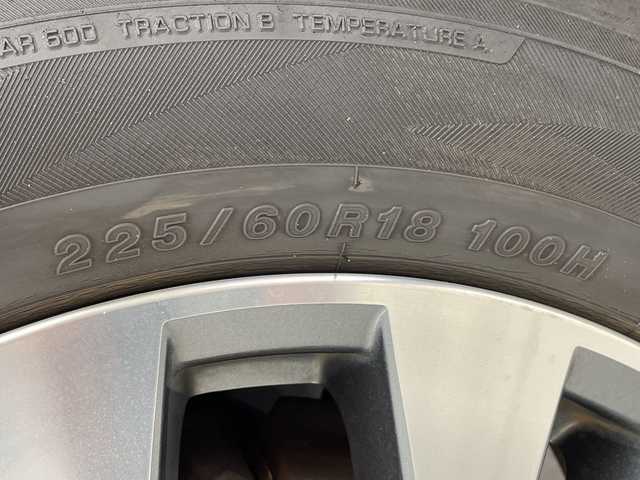 AR 600 TRACTION B TEMPERATURE A
225/60R18 100H